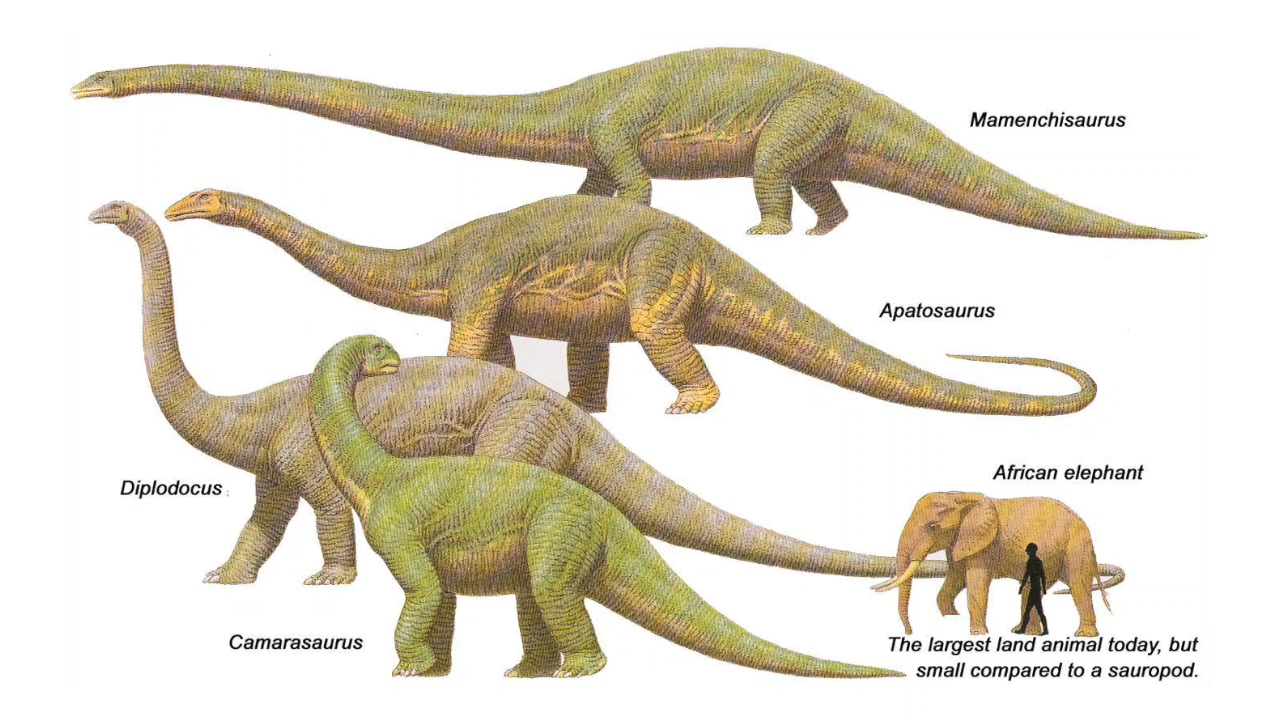 Mamenchisaurus
Apatosaurus
African elephant
Diplodocus
Camarasaurus
The largest land animal today, but
small compared to a sauropod.